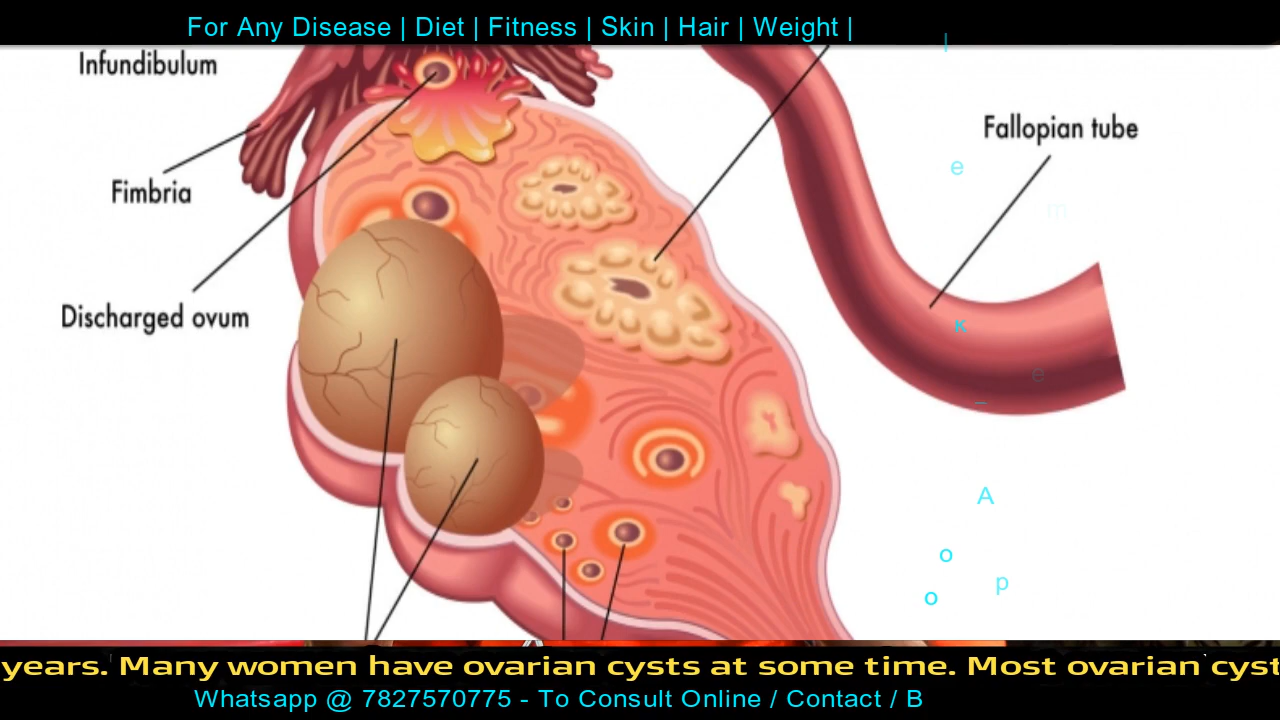 For Any Disease | Diet | Fitness | Skin | Hair | Weight |
Infundibulum
Fallopian tube
Fimbria
Discharged ovum
years. Many women have ovarian cysts at some time. Most ovarian cyst
Whatsapp @ 7827570775 - To Consult Online / Contact / B